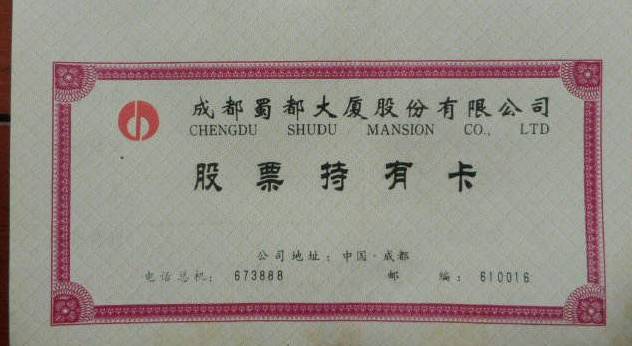 成都蜀都大厦股份有限公司
CHENGDU SHUDU MANSION CO., LTD
股票持有卡
公司地址：中国·成都
电话总机：673888 邮编：610016